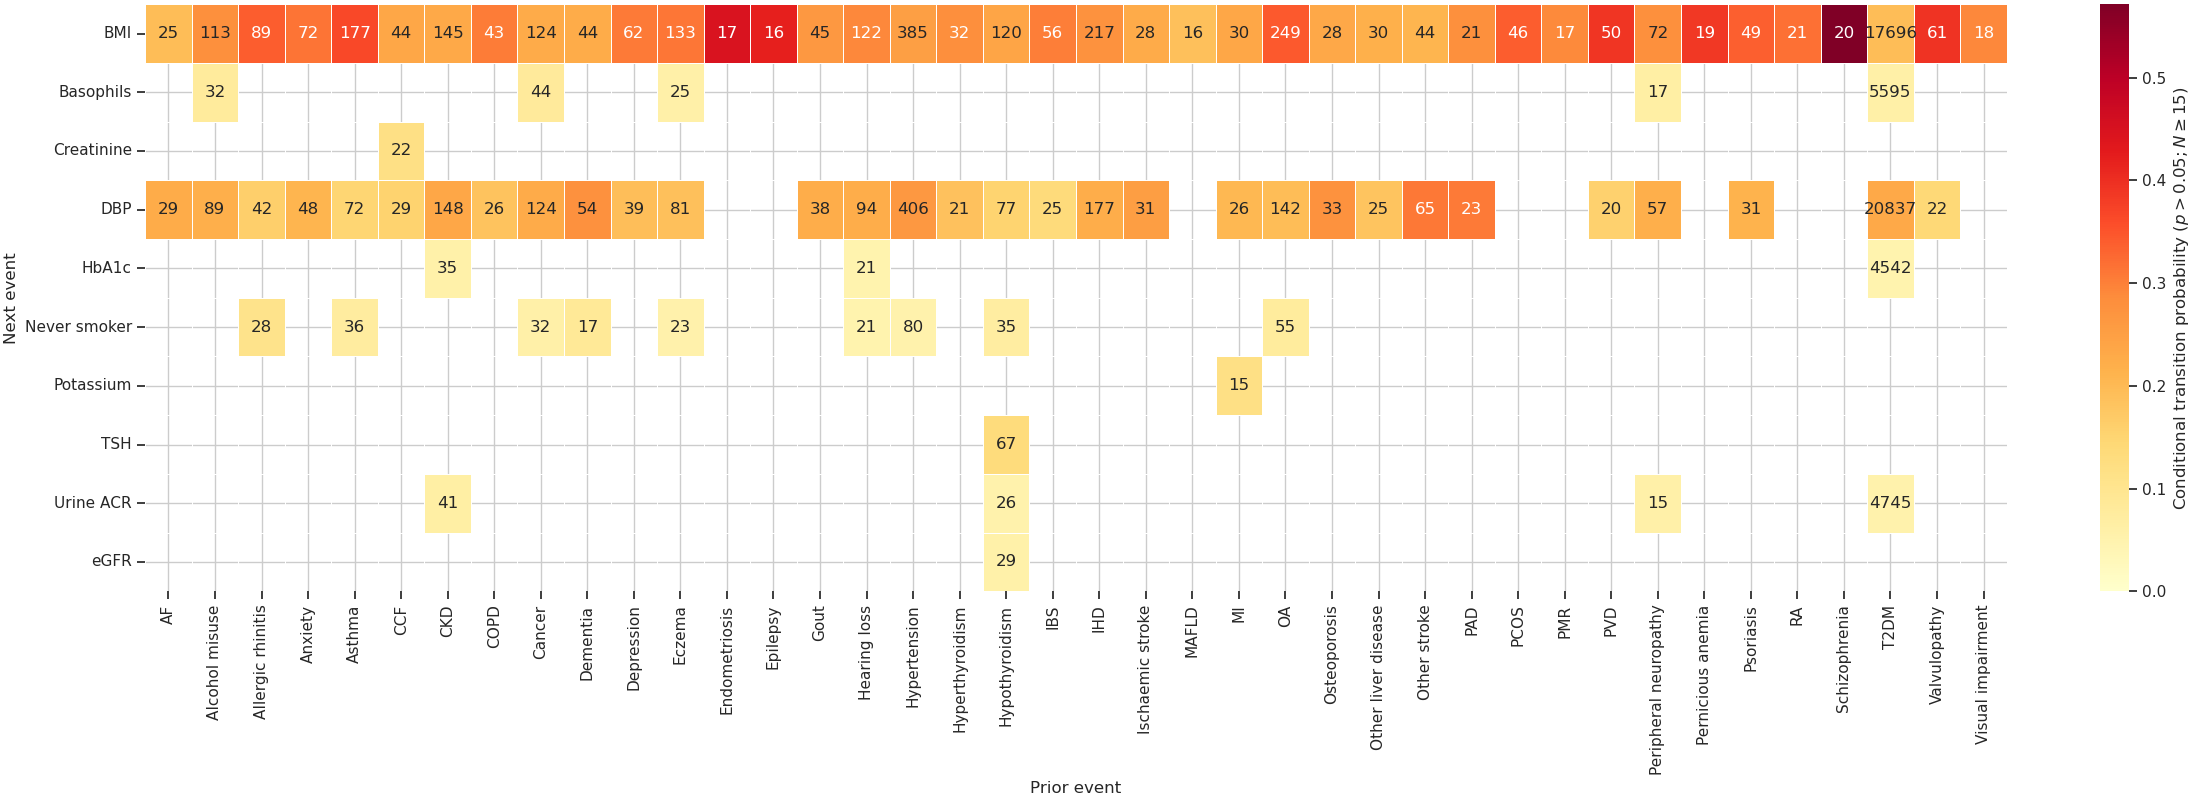 BMI 25 113 89 72 177 44 145 43 124 44 62 133 17 16 45 122 385 32 120 56 217 28 16 30 249 28 30 44 21 46 17 50 72 19 49 21 20 17696 61 18
Basophils 32 44 25 17 5595
Creatinine 22
DBP 29 89 42 48 72 29 148 26 124 54 39 81 38 94 406 21 77 25 177 31 26 142 33 25 65 23 20 57 31 20837 22
HbA1c 35 21 4542
Never smoker 28 36 32 17 23 21 80 35 55
Potassium 15
TSH 67
Urine ACR 41 26 15 4745
eGFR 29
Next event
AF
Alcohol misuse
Allergic rhinitis
Anxiety
Asthma
CCF
CKD
COPD
Cancer
Dementia
Depression
Eczema
Endometriosis
Epilepsy
Gout
Hearing loss
Hypertension
Hyperthyroidism
Hypothyroidism
IBS
IHD
Ischaemic stroke
MAFLD
MI
OA
Osteoporosis
Other liver disease
Other stroke
PAD
PCOS
PMR
PVD
Peripheral neuropathy
Pernicious anemia
Psoriasis
RA
Schizophrenia
T2DM
Valvulopathy
Visual impairment
Prior event
0.5
0.4
0.3
0.2
0.1
0.0
Conditional transition probability (p > 0.05; N ≥ 15)